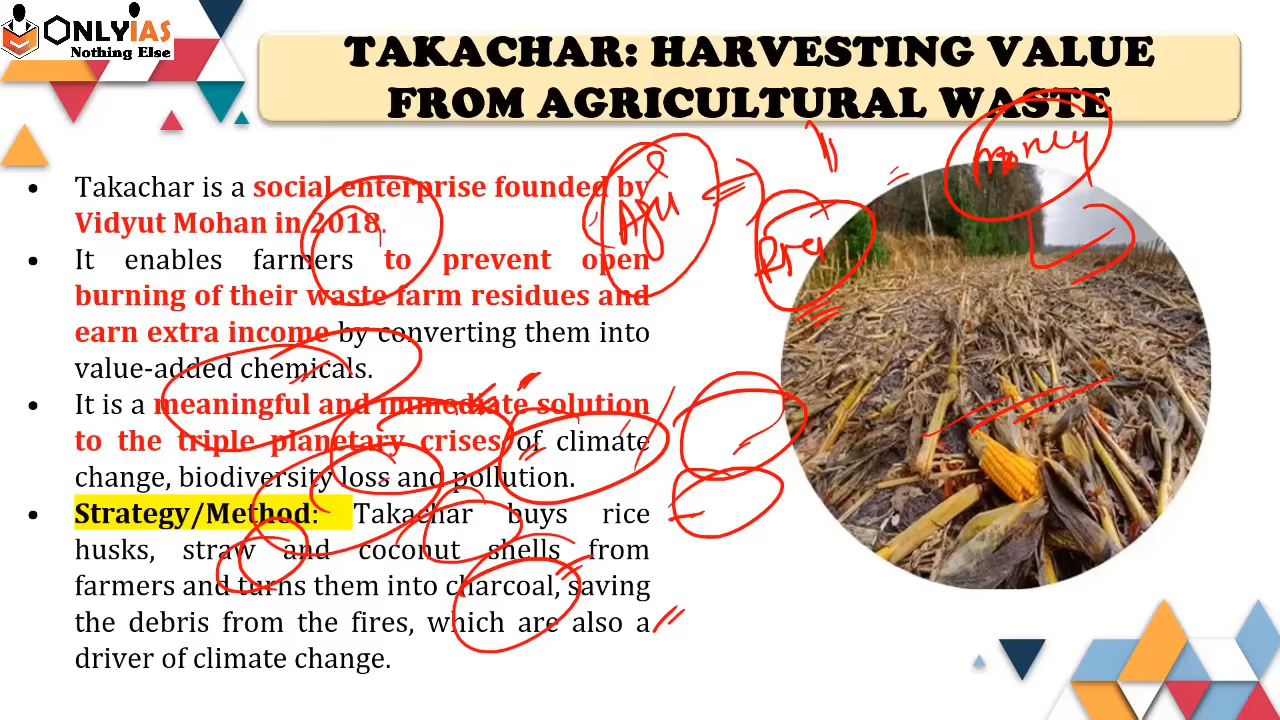 ONLYIAS
Nothing Else
TAKACHAR: HARVESTING VALUE
FROM AGRICULTURAL WASTE
• Takachar is a social enterprise founded by
Vidyut Mohan in 2018.
• It enables farmers to prevent open
burning of their waste farm residues and
earn extra income by converting them into
value-added chemicals.
• It is a meaningful and immediate solution
to the triple planetary crises of climate
change, biodiversity loss and pollution.
• Strategy/Method: Takachar buys rice
husks, straw and coconut shells from
farmers and turns them into charcoal, saving
the debris from the fires, which are also a
driver of climate change.
money